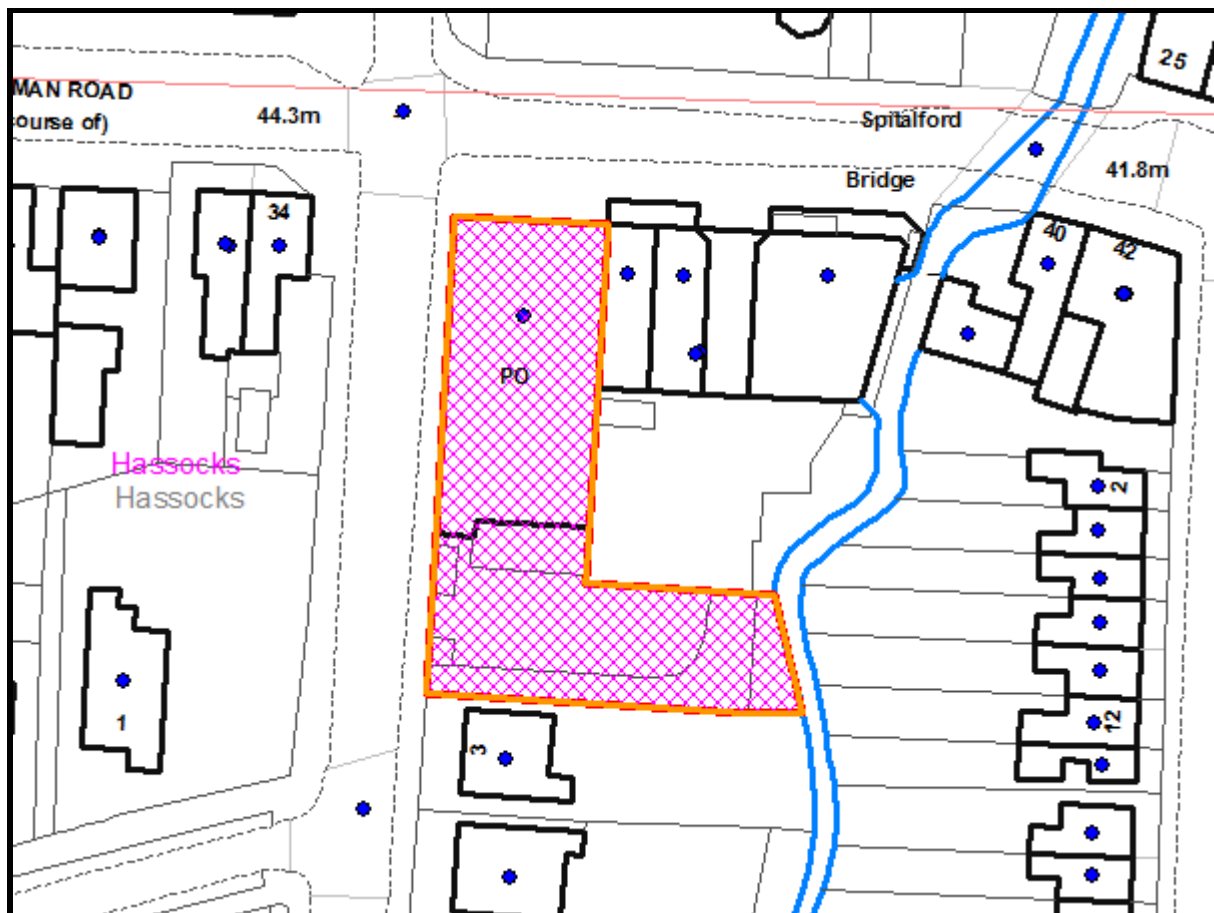 25
MAN ROAD
ourse of)
44.3m
Spitalford
Bridge
41.8m
34
40
42
PO
Hassocks
Hassocks
2
1
3
12